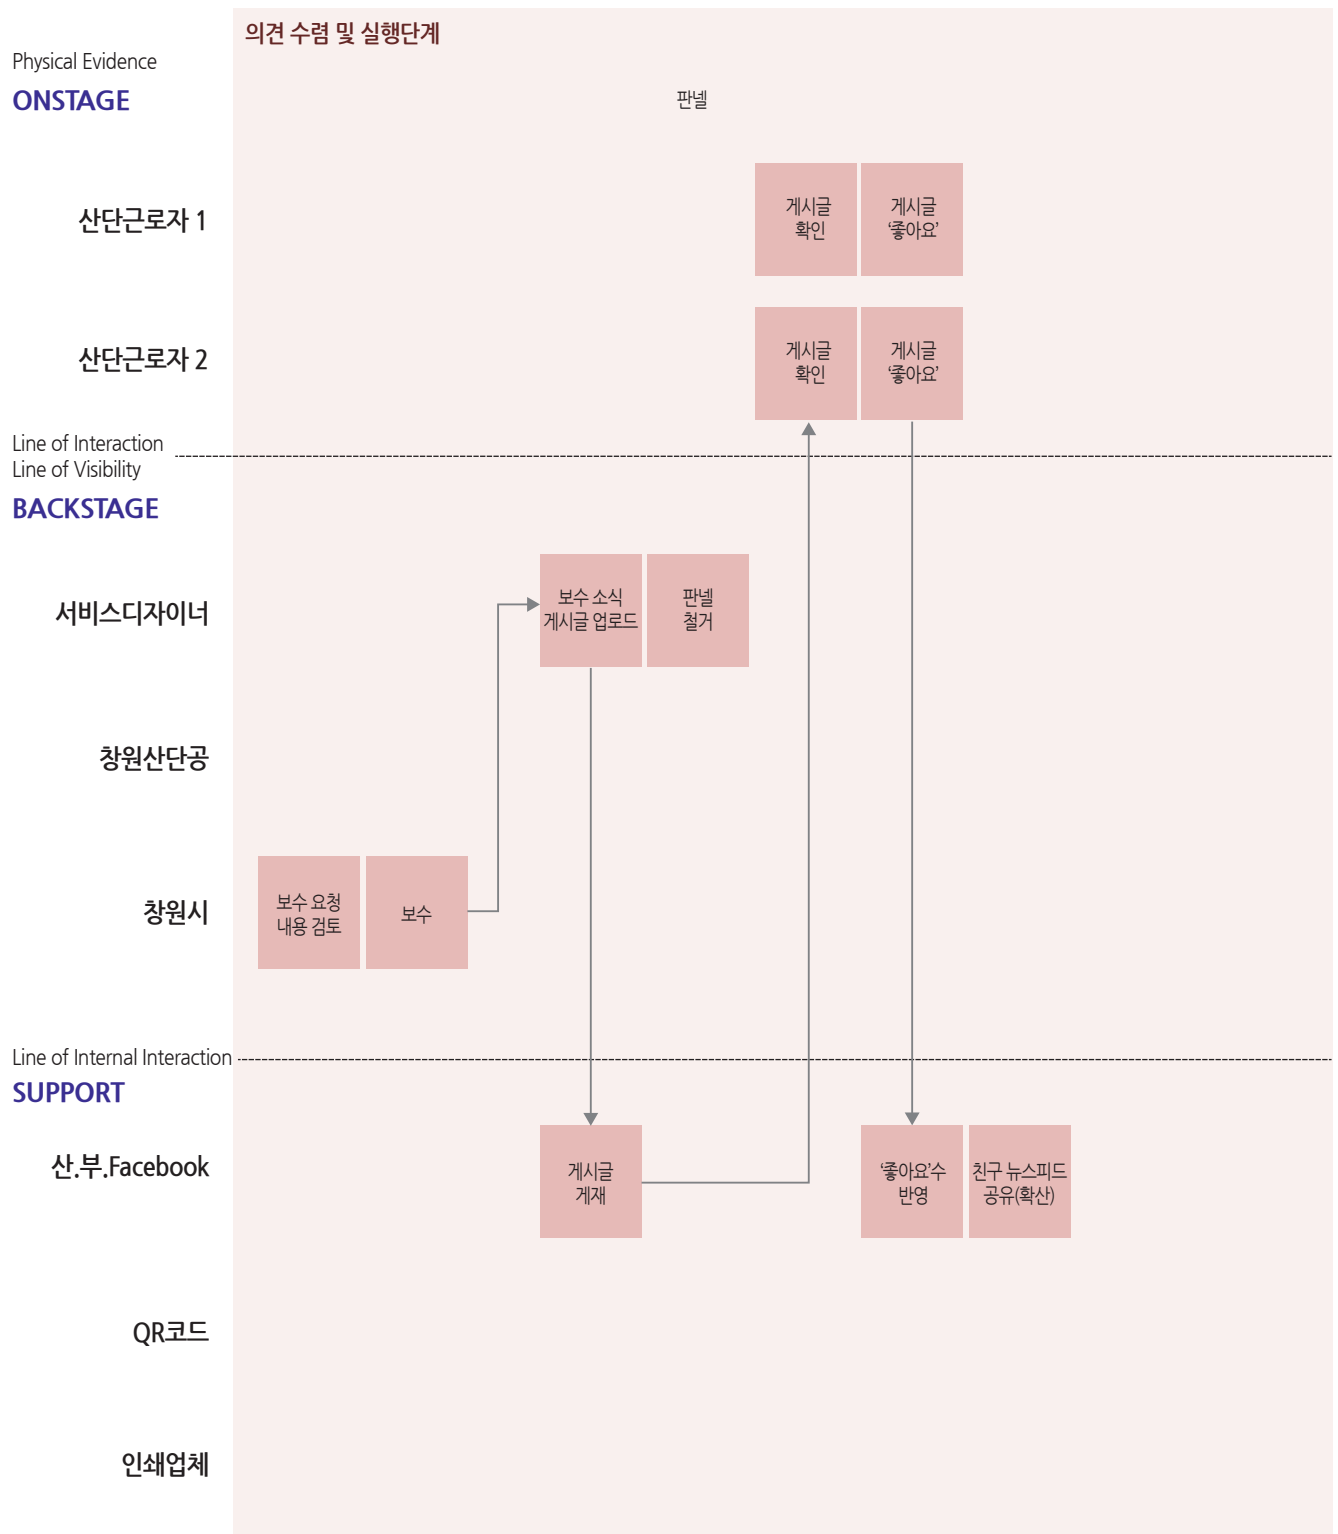 의견 수렴 및 실행단계
Physical Evidence
ONSTAGE
판넬
산단근로자 1
게시글
확인
게시글
‘좋아요’
산단근로자 2
게시글
확인
게시글
‘좋아요’
Line of Interaction
Line of Visibility
BACKSTAGE
서비스디자이너
보수 소식
게시글 업로드
판넬
철거
창원산단공
창원시
보수 요청
내용 검토
보수
Line of Internal Interaction
SUPPORT
산.부.Facebook
게시글
게재
‘좋아요’수
반영
친구 뉴스피드
공유(확산)
QR코드
인쇄업체